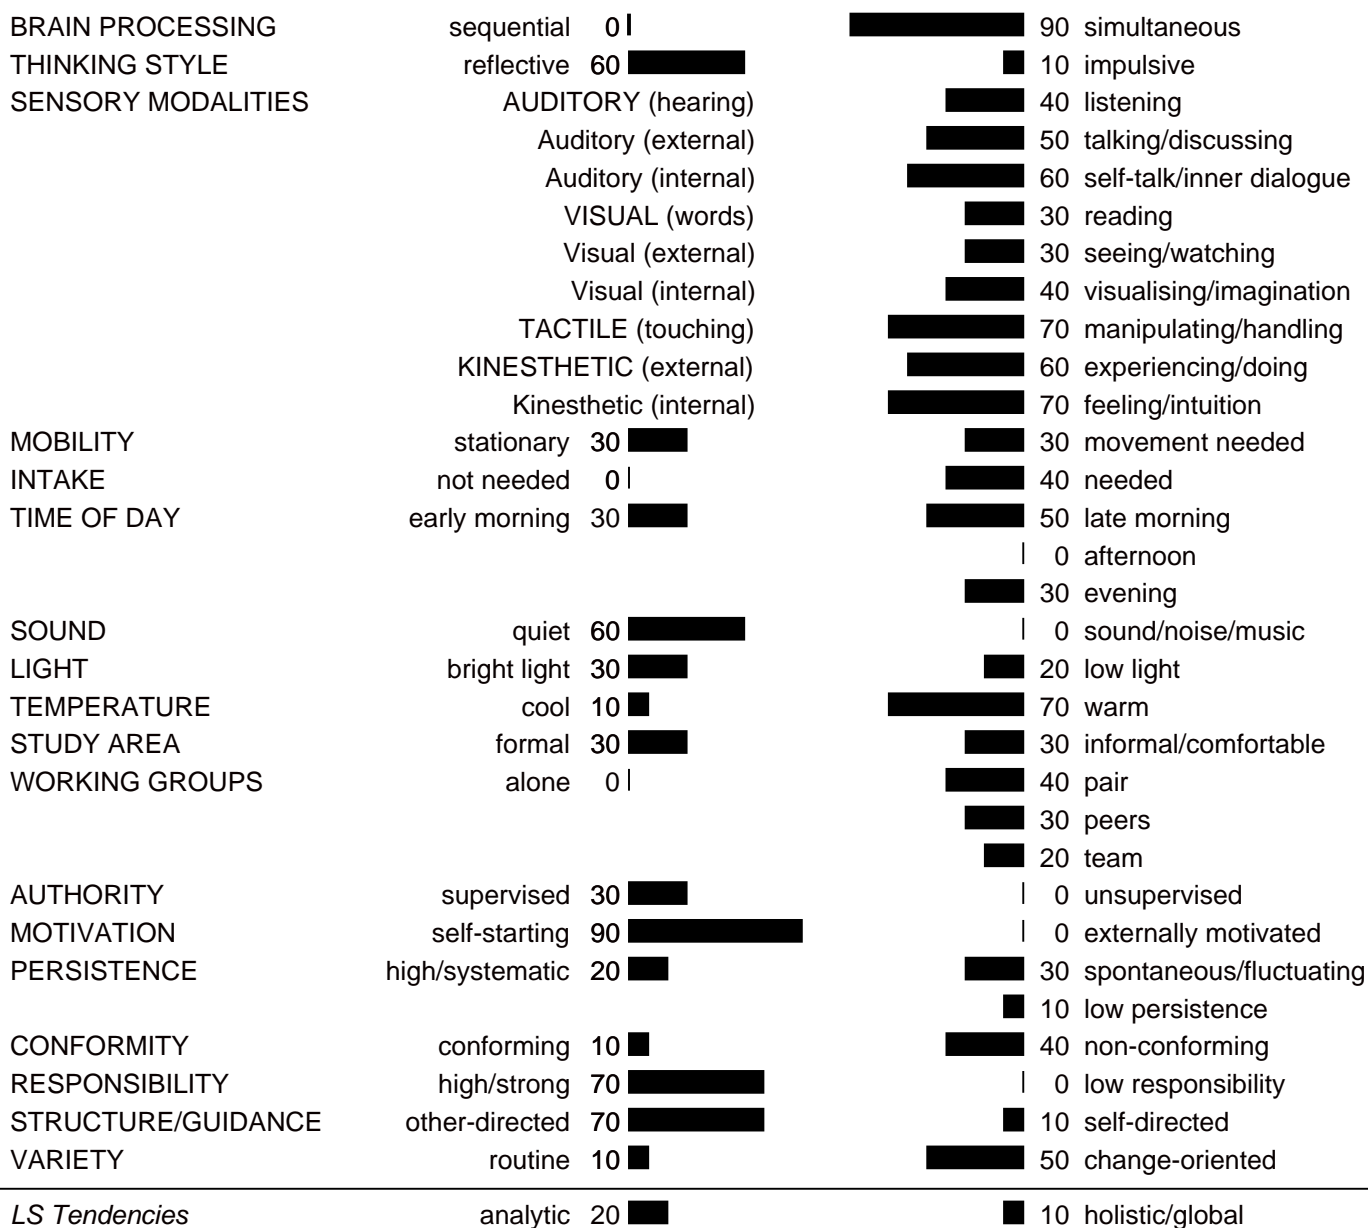 BRAIN PROCESSING sequential 0 90 simultaneous
THINKING STYLE reflective 60 10 impulsive
SENSORY MODALITIES AUDITORY (hearing) 40 listening
Auditory (external) 50 talking/discussing
Auditory (internal) 60 self-talk/inner dialogue
VISUAL (words) 30 reading
Visual (external) 30 seeing/watching
Visual (internal) 40 visualising/imagination
TACTILE (touching) 70 manipulating/handling
KINESTHETIC (external) 60 experiencing/doing
Kinesthetic (internal) 70 feeling/intuition
MOBILITY stationary 30 30 movement needed
INTAKE not needed 0 40 needed
TIME OF DAY early morning 30 50 late morning
0 afternoon
30 evening
SOUND quiet 60 0 sound/noise/music
LIGHT bright light 30 20 low light
TEMPERATURE cool 10 70 warm
STUDY AREA formal 30 30 informal/comfortable
WORKING GROUPS alone 0 40 pair
30 peers
20 team
AUTHORITY supervised 30 0 unsupervised
MOTIVATION self-starting 90 0 externally motivated
PERSISTENCE high/systematic 20 30 spontaneous/fluctuating
10 low persistence
CONFORMITY conforming 10 40 non-conforming
RESPONSIBILITY high/strong 70 0 low responsibility
STRUCTURE/GUIDANCE other-directed 70 10 self-directed
VARIETY routine 10 50 change-oriented
LS Tendencies analytic 20 10 holistic/global